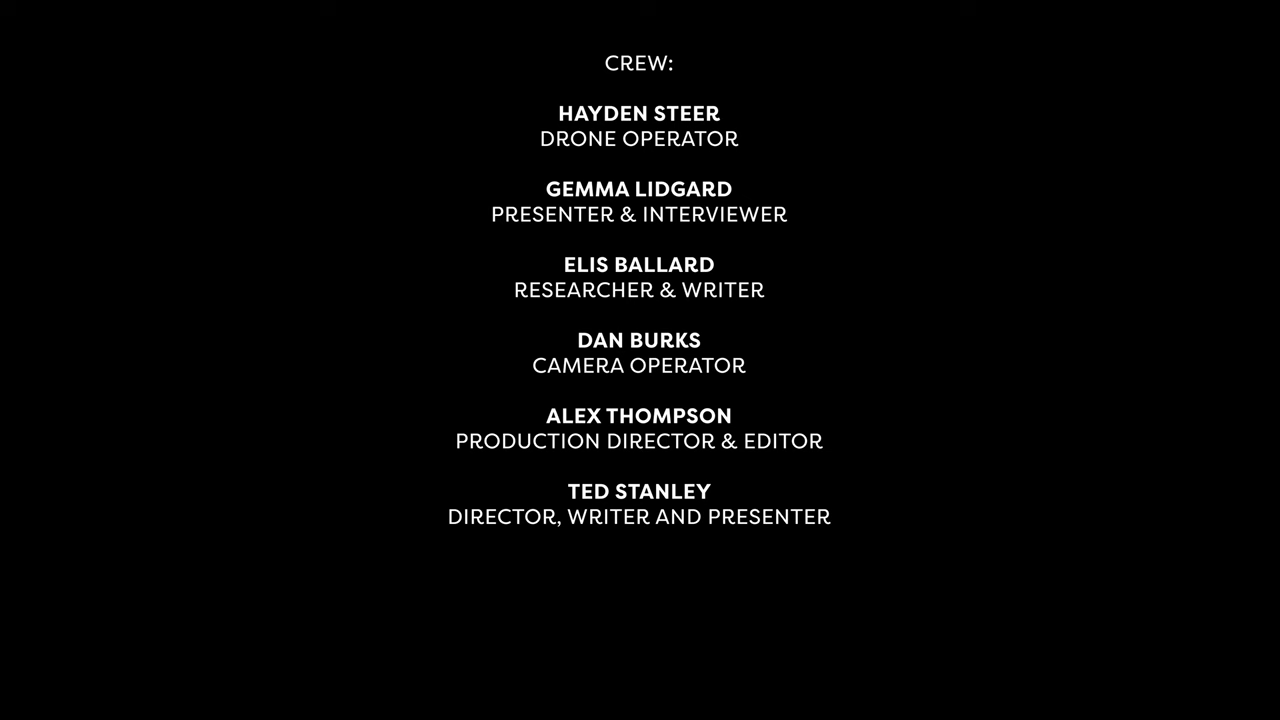 CREW:
HAYDEN STEER
DRONE OPERATOR
GEMMA LIDGARD
PRESENTER & INTERVIEWER
ELIS BALLARD
RESEARCHER & WRITER
DAN BURKS
CAMERA OPERATOR
ALEX THOMPSON
PRODUCTION DIRECTOR & EDITOR
TED STANLEY
DIRECTOR, WRITER AND PRESENTER